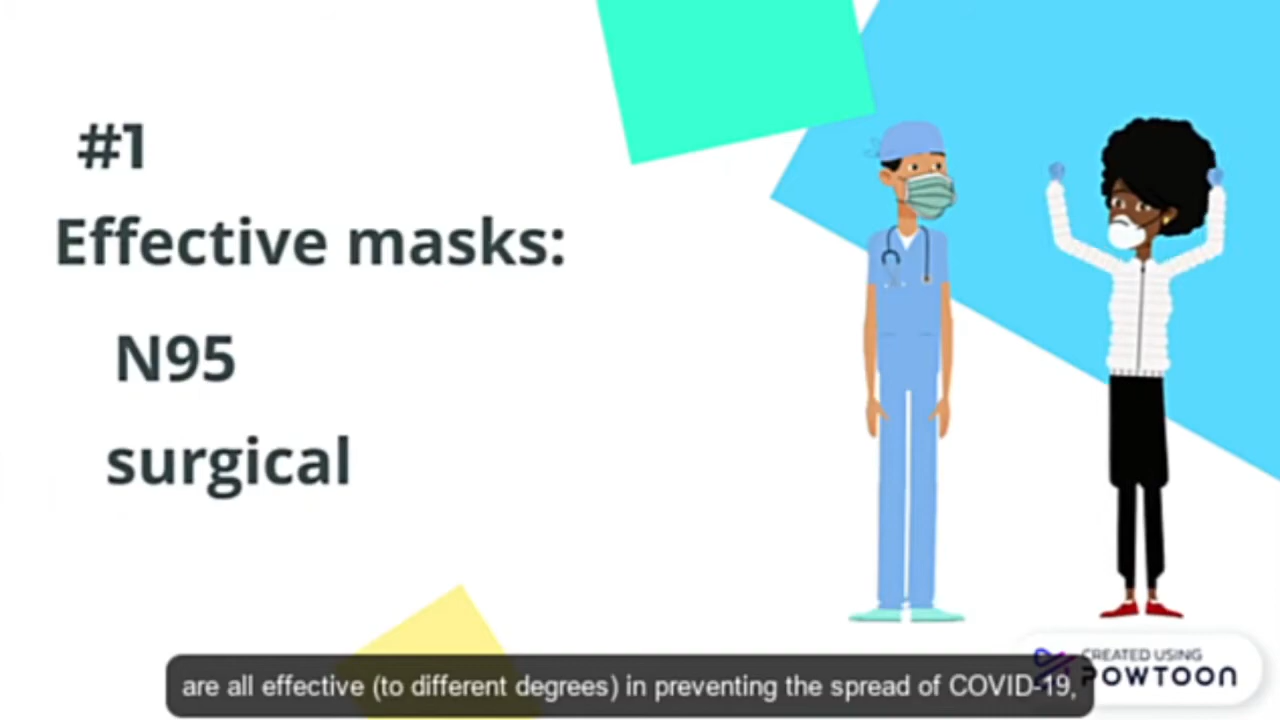 #1
Effective masks:
N95
surgical
are all effective (to different degrees) in preventing the spread of COVID-19,
CREATED USING
POWTOON